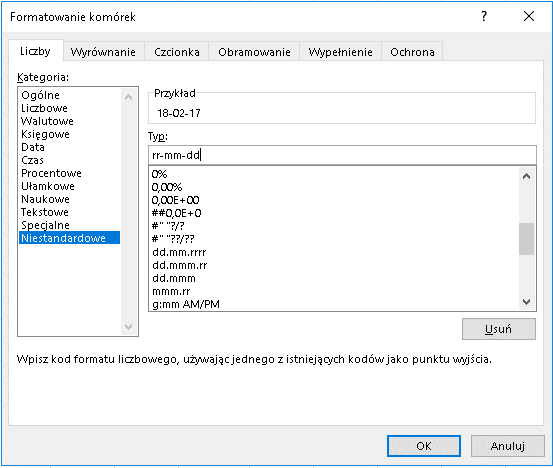 Formatowanie komórek
? ×
Liczby Wyrównanie Czcionka Obramowanie Wypełnienie Ochrona
Kategoria:
Ogólne
Liczbowe
Walutowe
Księgowe
Data
Czas
Procentowe
Ułamkowe
Naukowe
Tekstowe
Specjalne
Niestandardowe
Przykład
18-02-17
Typ:
rr-mm-dd
0%
0,00%
0,00E+00
##0,0E+0
#" "?/?
#" "??/??
dd.mm.rrrr
dd.mmm.rr
dd.mmm
mmm.rr
g:mm AM/PM
Usuń
Wpisz kod formatu liczbowego, używając jednego z istniejących kodów jako punktu wyjścia.
OK Anuluj